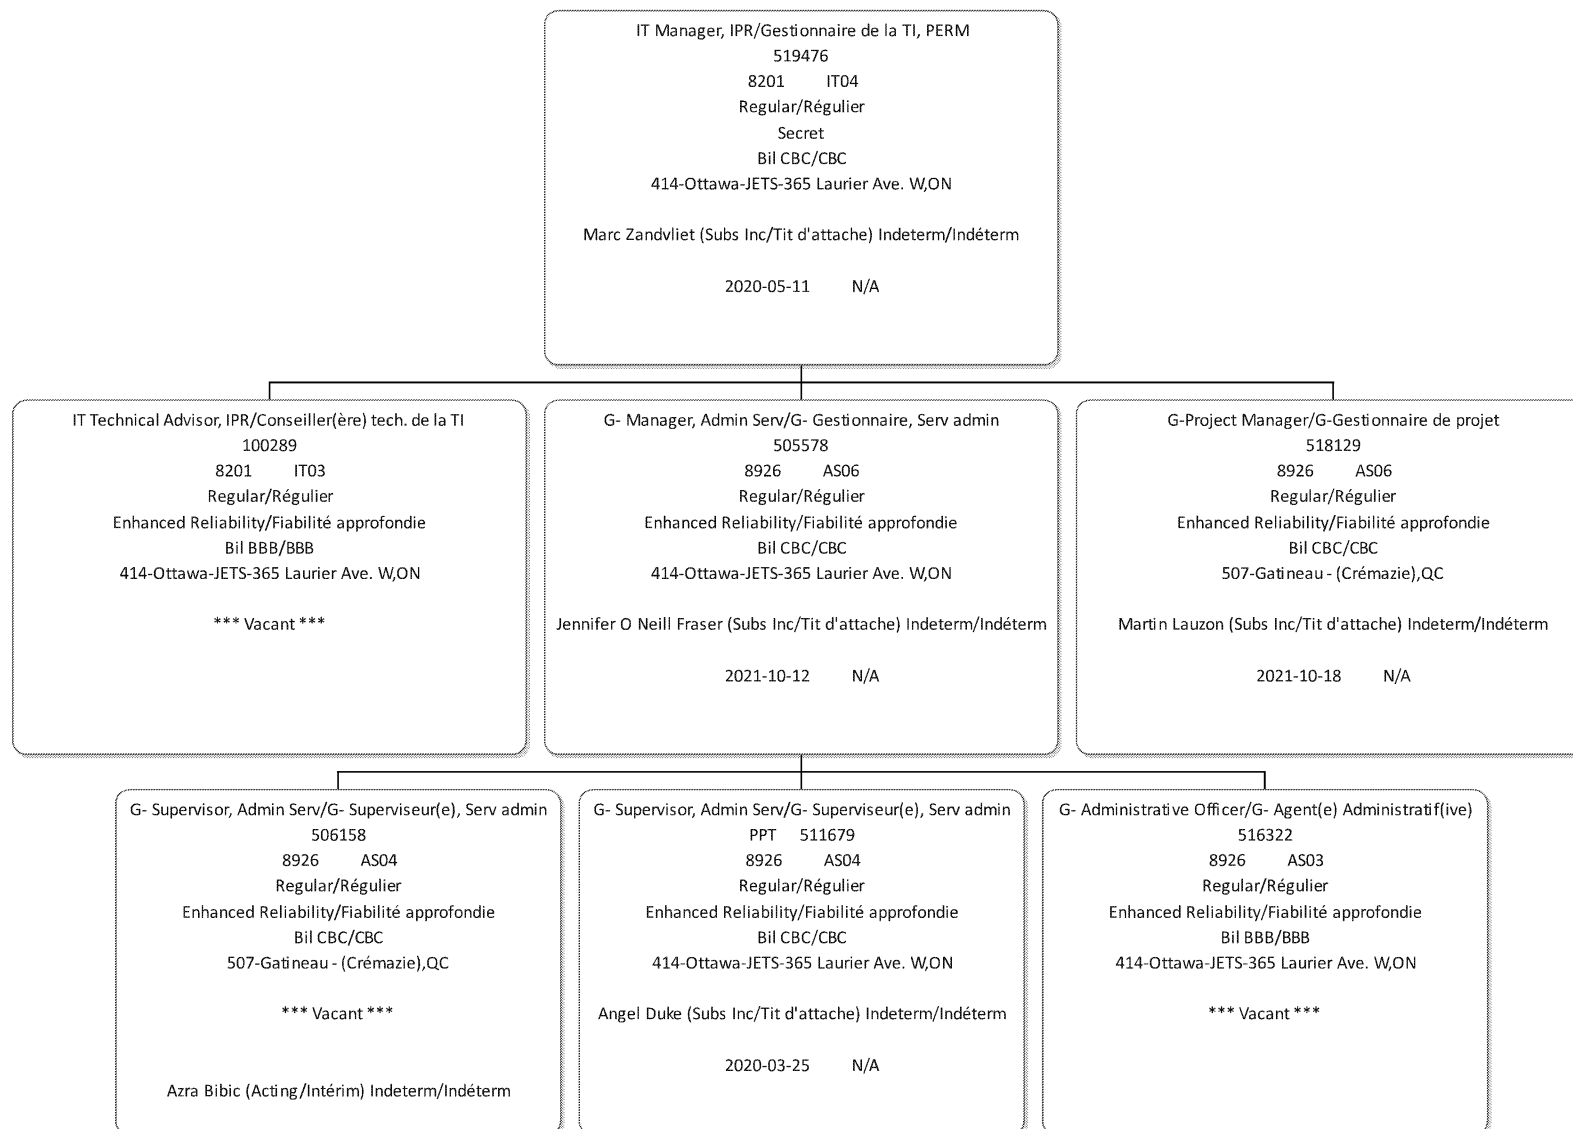 IT Manager, IPR/Gestionnaire de la TI, PERM
519476
8201 IT04
Regular/Régulier
Secret
Bil CBC/CBC
414-Ottawa-JETS-365 Laurier Ave. W,ON
Marc Zandvliet (Subs Inc/Tit d'attache) Indeterm/Indéterm
2020-05-11 N/A
IT Technical Advisor, IPR/Conseiller(ère) tech. de la TI
100289
8201 IT03
Regular/Régulier
Enhanced Reliability/Fiabilité approfondie
Bil BBB/BBB
414-Ottawa-JETS-365 Laurier Ave. W,ON
*** Vacant ***
G- Manager, Admin Serv/G- Gestionnaire, Serv admin
505578
8926 AS06
Regular/Régulier
Enhanced Reliability/Fiabilité approfondie
Bil CBC/CBC
414-Ottawa-JETS-365 Laurier Ave. W,ON
Jennifer O Neill Fraser (Subs Inc/Tit d'attache) Indeterm/Indéterm
2021-10-12 N/A
G-Project Manager/G-Gestionnaire de projet
518129
8926 AS06
Regular/Régulier
Enhanced Reliability/Fiabilité approfondie
Bil CBC/CBC
507-Gatineau - (Crémazie),QC
Martin Lauzon (Subs Inc/Tit d'attache) Indeterm/Indéterm
2021-10-18 N/A
G- Supervisor, Admin Serv/G- Superviseur(e), Serv admin
506158
8926 AS04
Regular/Régulier
Enhanced Reliability/Fiabilité approfondie
Bil CBC/CBC
507-Gatineau - (Crémazie),QC
*** Vacant ***
Azra Bibic (Acting/Intérim) Indeterm/Indéterm
G- Supervisor, Admin Serv/G- Superviseur(e), Serv admin
PPT 511679
8926 AS04
Regular/Régulier
Enhanced Reliability/Fiabilité approfondie
Bil CBC/CBC
414-Ottawa-JETS-365 Laurier Ave. W,ON
Angel Duke (Subs Inc/Tit d'attache) Indeterm/Indéterm
2020-03-25 N/A
G- Administrative Officer/G- Agent(e) Administratif(ive)
516322
8926 AS03
Regular/Régulier
Enhanced Reliability/Fiabilité approfondie
Bil BBB/BBB
414-Ottawa-JETS-365 Laurier Ave. W,ON
*** Vacant ***